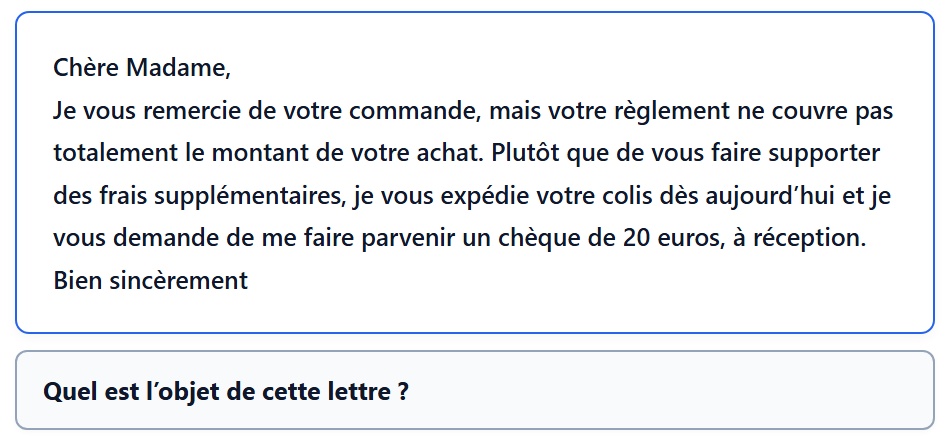 Chère Madame,
Je vous remercie de votre commande, mais votre règlement ne couvre pas
totalement le montant de votre achat. Plutôt que de vous faire supporter
des frais supplémentaires, je vous expédie votre colis dès aujourd’hui et je
vous demande de me faire parvenir un chèque de 20 euros, à réception.
Bien sincèrement
Quel est l’objet de cette lettre ?